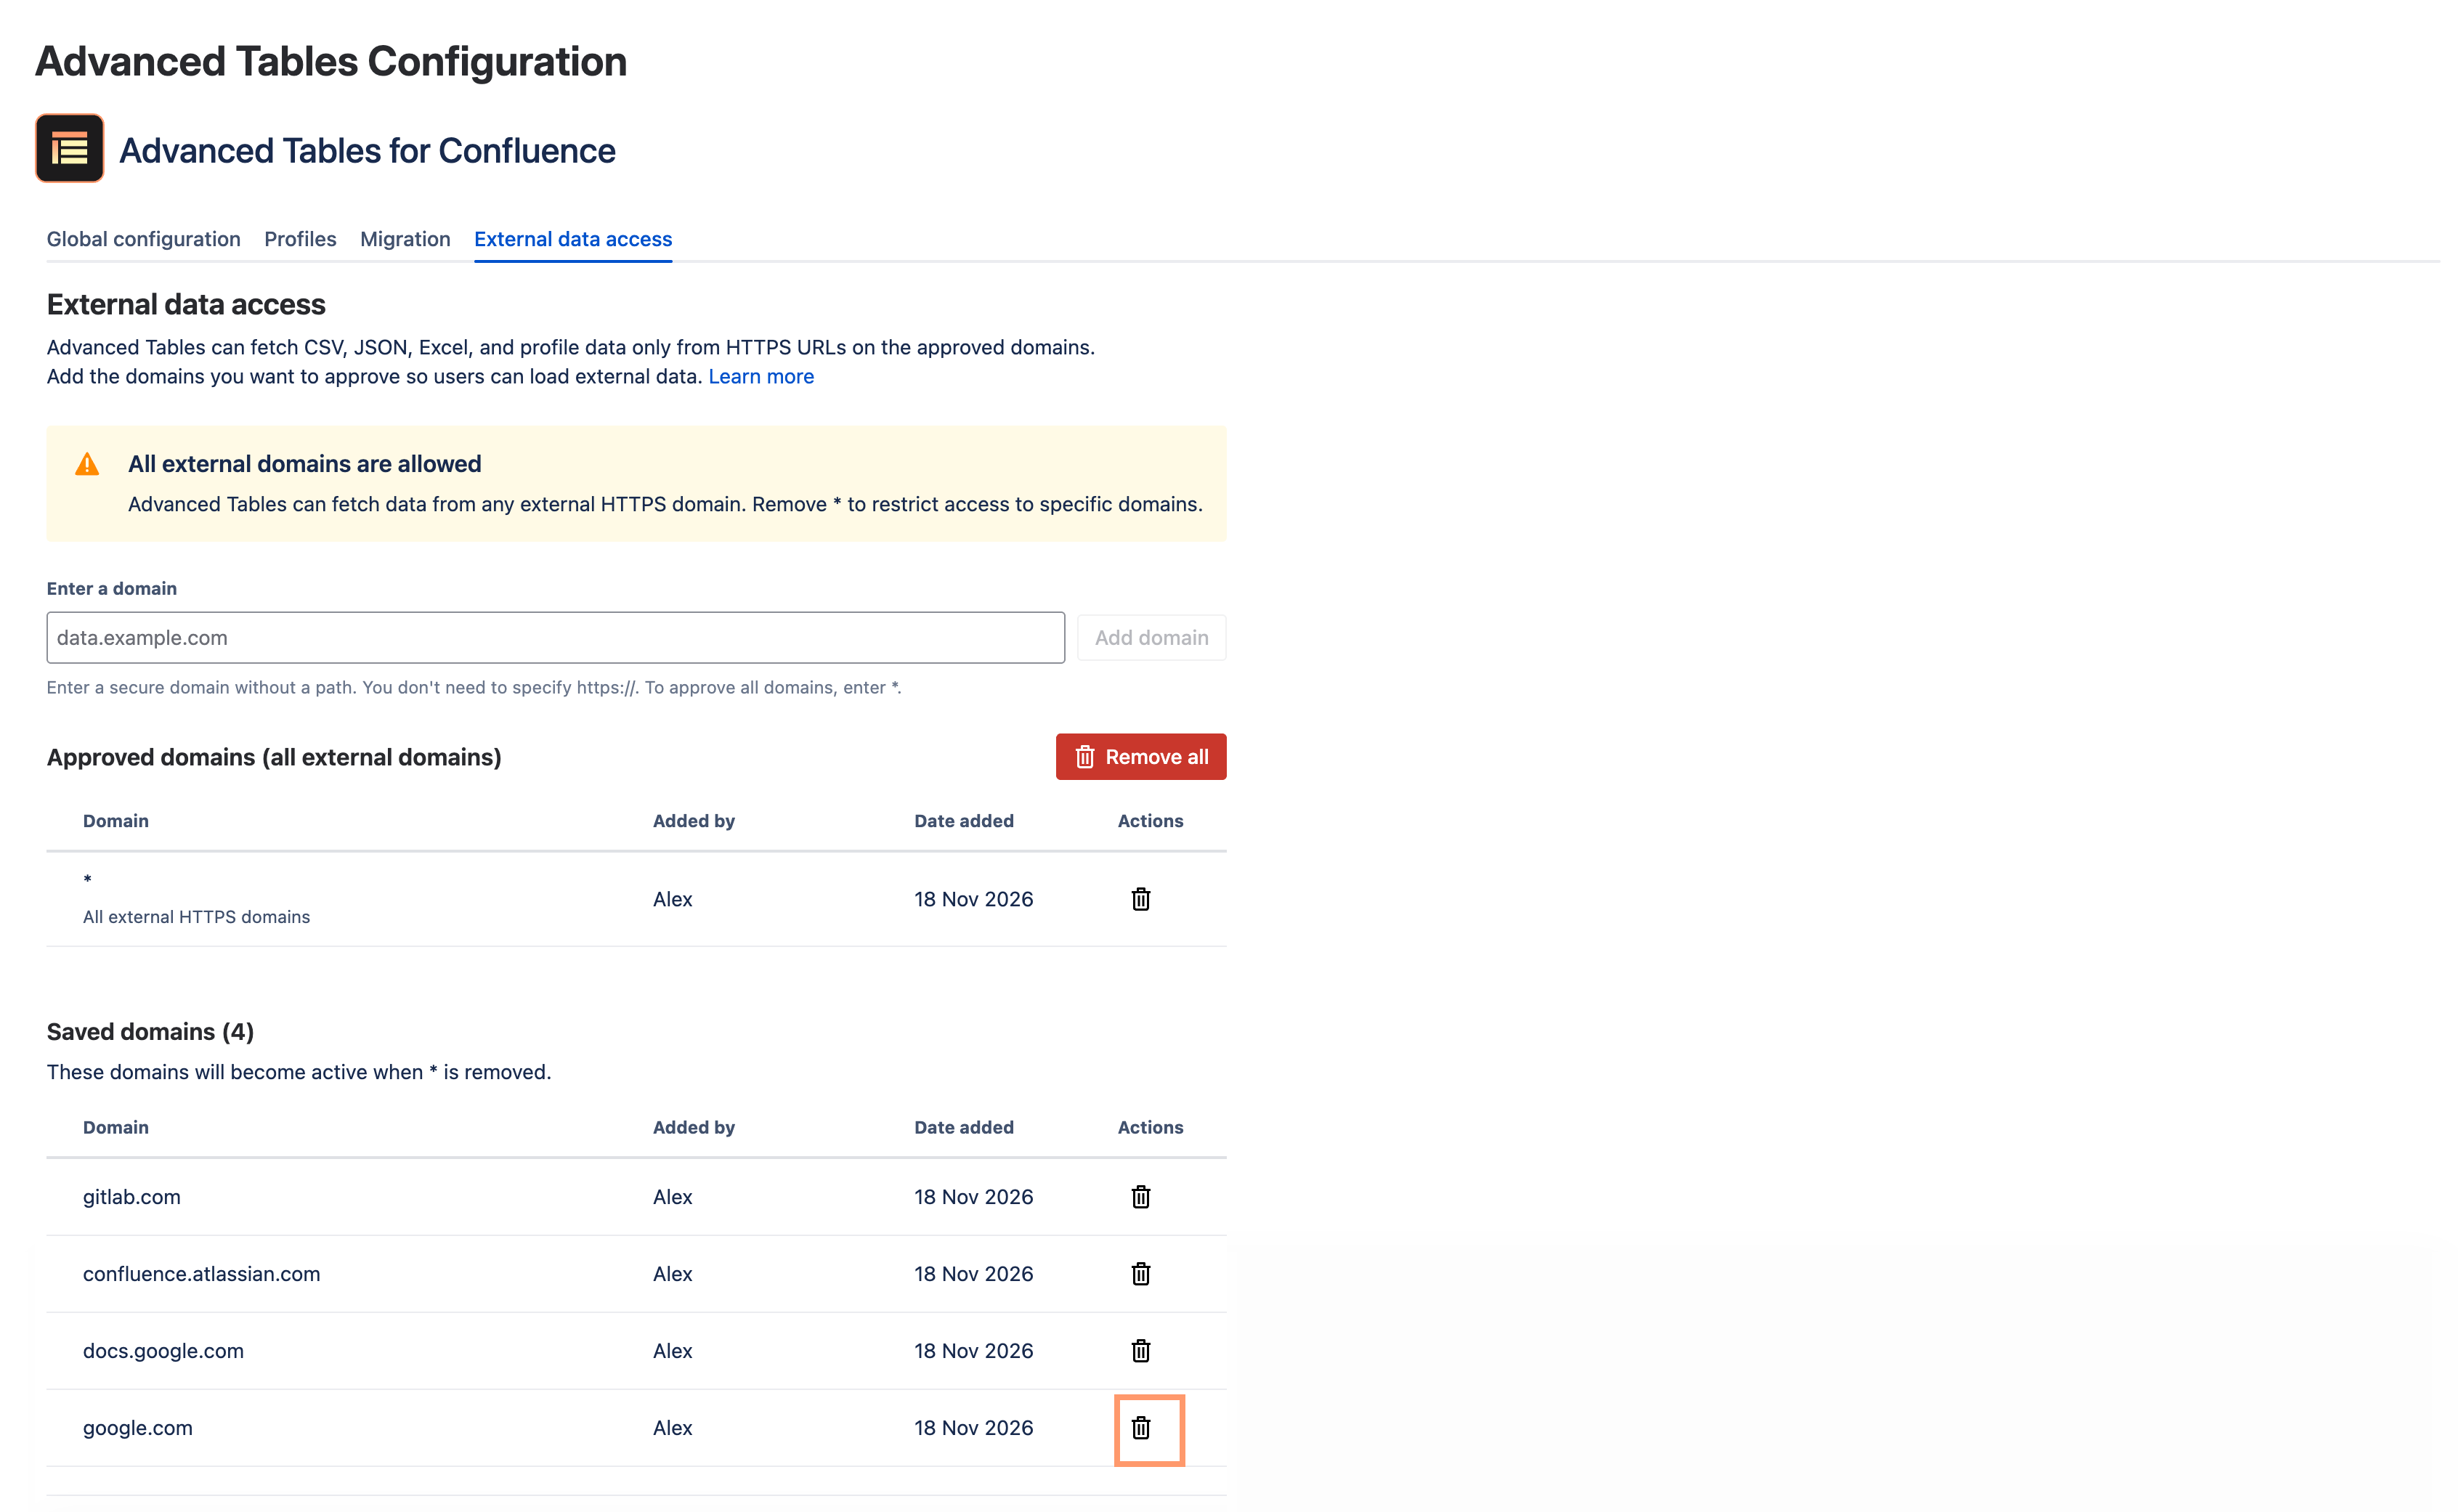 Advanced Tables Configuration
Advanced Tables for Confluence
Global configuration Profiles Migration External data access
External data access
Advanced Tables can fetch CSV, JSON, Excel, and profile data only from HTTPS URLs on the approved domains.
Add the domains you want to approve so users can load external data. Learn more
All external domains are allowed
Advanced Tables can fetch data from any external HTTPS domain. Remove * to restrict access to specific domains.
Enter a domain
data.example.com Add domain
Enter a secure domain without a path. You don't need to specify https://. To approve all domains, enter *.
Approved domains (all external domains) Remove all
Domain Added by Date added Actions
*
All external HTTPS domains Alex 18 Nov 2026
Saved domains (4)
These domains will become active when * is removed.
Domain Added by Date added Actions
gitlab.com Alex 18 Nov 2026
confluence.atlassian.com Alex 18 Nov 2026
docs.google.com Alex 18 Nov 2026
google.com Alex 18 Nov 2026